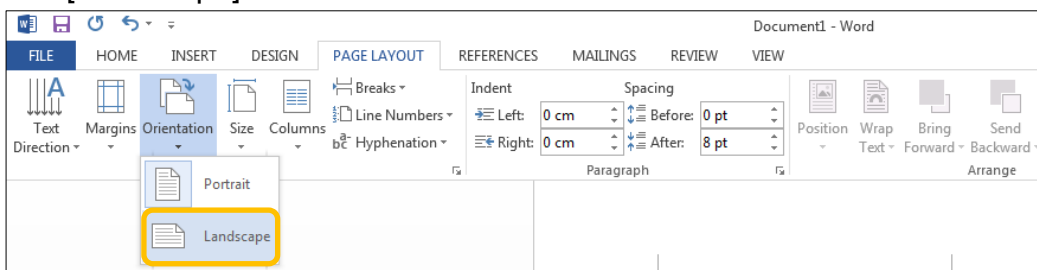 Document1 - Word
FILE HOME INSERT DESIGN PAGE LAYOUT REFERENCES MAILINGS REVIEW VIEW
Text Direction
Margins
Orientation
Size
Columns
Breaks
Line Numbers
Hyphenation
Indent
Left: 0 cm
Right: 0 cm
Spacing
Before: 0 pt
After: 8 pt
Paragraph
Position
Wrap Text
Bring Forward
Send Backward
Arrange
Portrait
Landscape